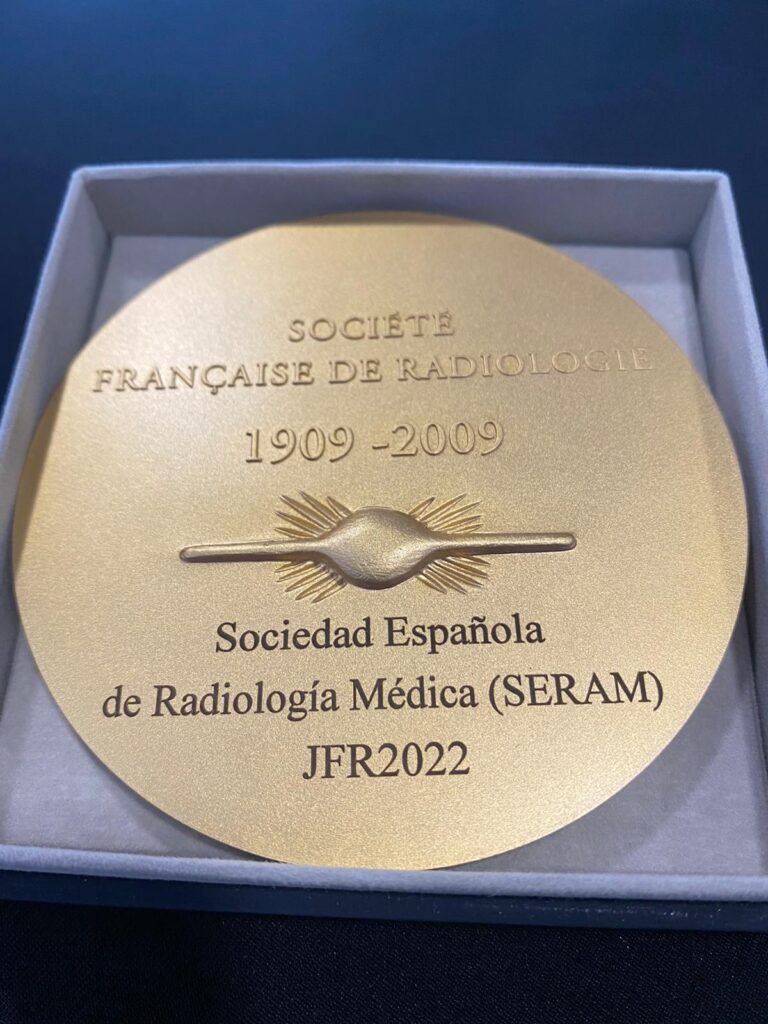 SOCIÉTÉ
FRANÇAISE DE RADIOLOGIE
1909 -2009
Sociedad Española
de Radiología Médica (SERAM)
JFR2022